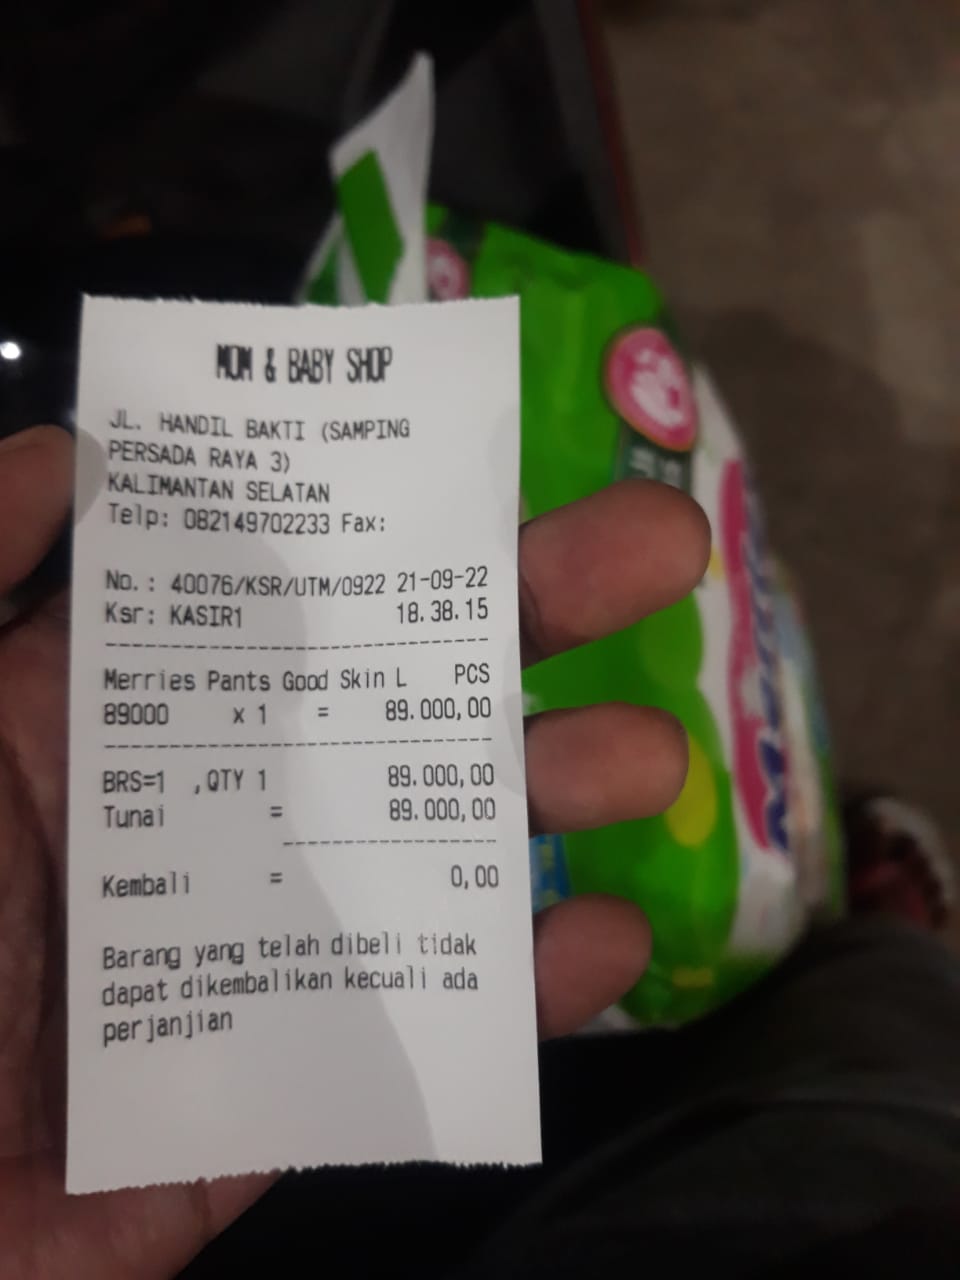 MOM & BABY SHOP
JL. HANDIL BAKTI (SAMPING
PERSADA RAYA 3)
KALIMANTAN SELATAN
Telp: 082149702233 Fax:
No. : 40076/KSR/UTM/0922 21-09-22
Ksr: KASIR1 18.38.15
Merries Pants Good Skin L PCS
89000 x 1 = 89.000,00
BRS=1 ,QTY 1 89.000,00
Tunai = 89.000,00
Kembali = 0,00
Barang yang telah dibeli tidak
dapat dikembalikan kecuali ada
perjanjian